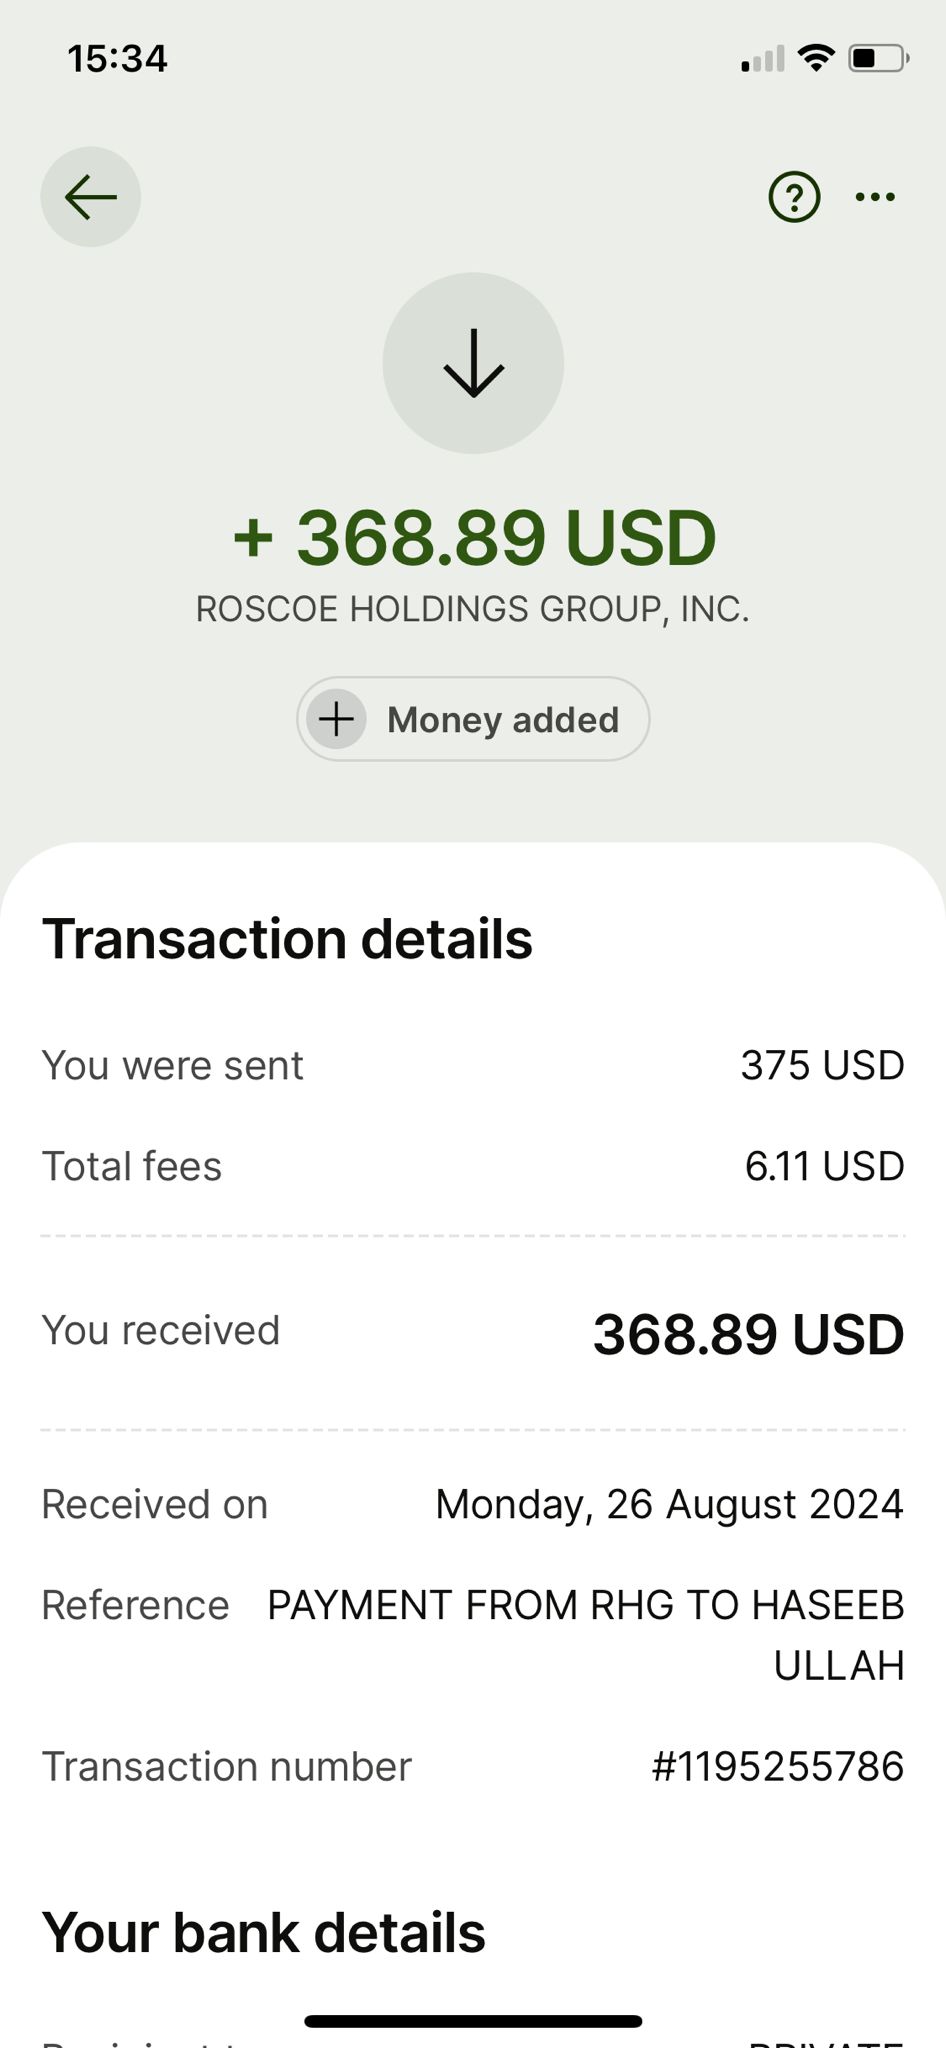 15:34
+ 368.89 USD
ROSCOE HOLDINGS GROUP, INC.
Money added
Transaction details
You were sent 375 USD
Total fees 6.11 USD
You received 368.89 USD
Received on Monday, 26 August 2024
Reference PAYMENT FROM RHG TO HASEEB
ULLAH
Transaction number #1195255786
Your bank details